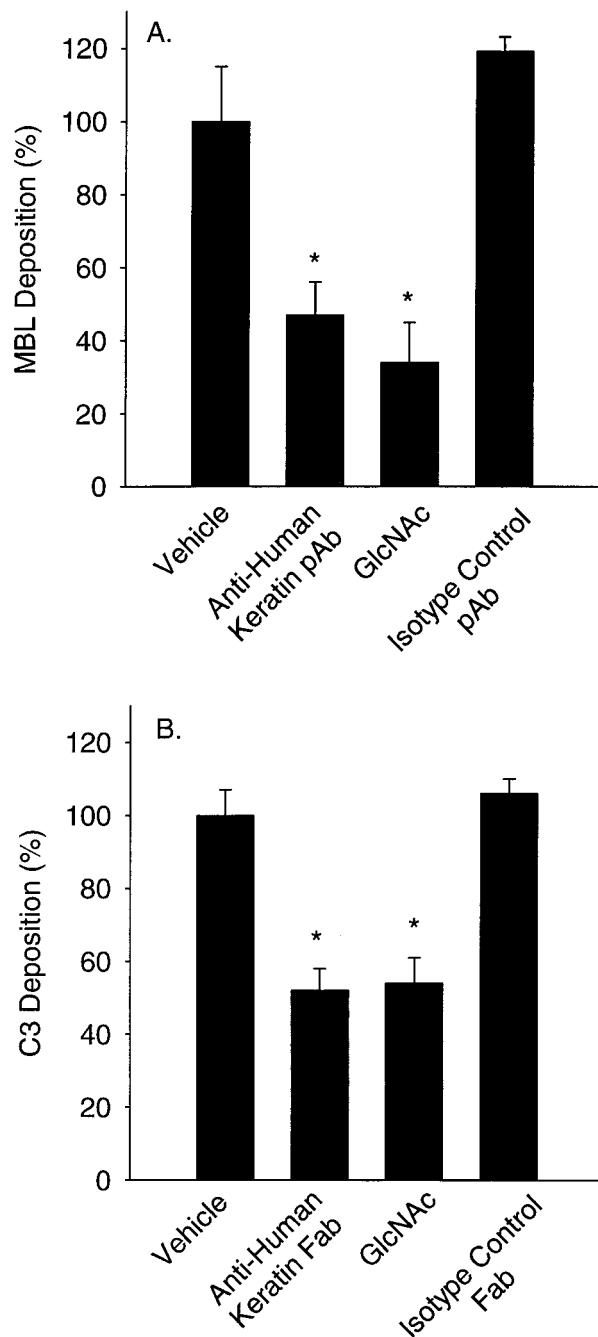 A.
MBL Deposition (%)
120
100
80
60
40
20
0
*
*
Vehicle
Anti-Human
Keratin pAb
GlcNAc
Isotype Control
pAb
B.
C3 Deposition (%)
120
100
80
60
40
20
0
*
*
Vehicle
Anti-Human
Keratin Fab
GlcNAc
Isotype Control
Fab